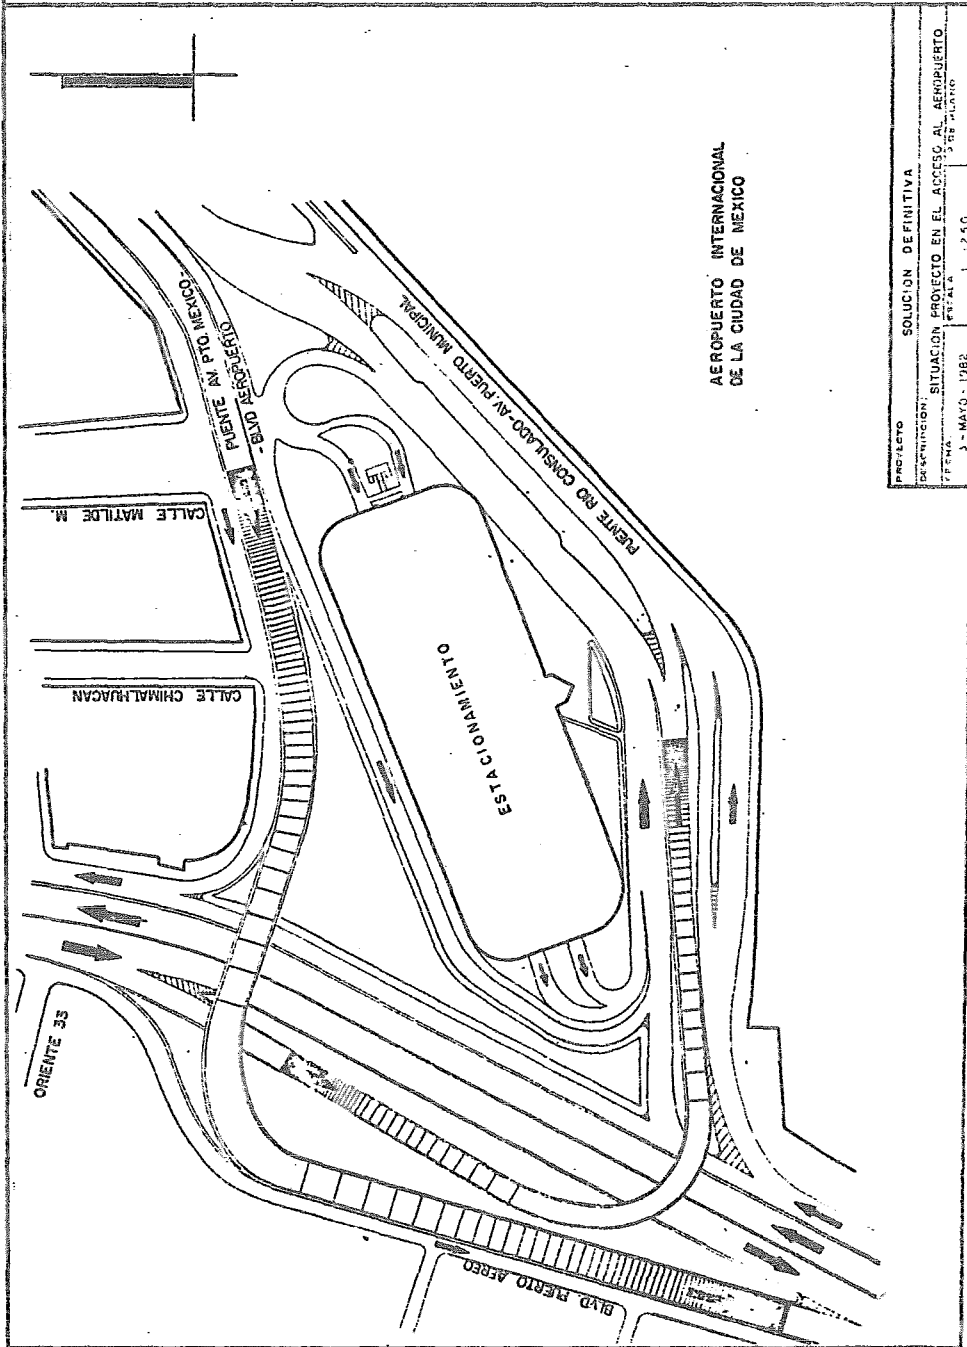 ORIENTE 33
BLVD. PUERTO AEREO
CALLE CHIMALHUACAN
CALLE MATILDE M.
PUENTE AV. PTO. MEXICO-
-BLVD AEROPUERTO
ESTACIONAMIENTO
PUENTE RIO CONSULADO-AV. PUERTO MUNICIPAL
AEROPUERTO INTERNACIONAL
DE LA CIUDAD DE MEXICO
PROYECTO
SOLUCION DEFINITIVA
DESCRIPCION:
SITUACION PROYECTO EN EL ACCESO AL AEROPUERTO
FECHA
MAYO - 1982
ESCALA